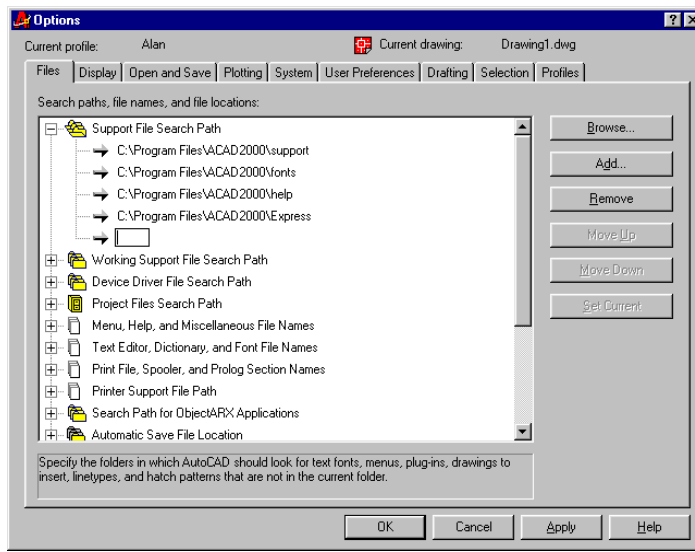 Options
Current profile: Alan Current drawing: Drawing1.dwg
Files Display Open and Save Plotting System User Preferences Drafting Selection Profiles
Search paths, file names, and file locations:
Support File Search Path
C:\Program Files\ACAD2000\support
C:\Program Files\ACAD2000\fonts
C:\Program Files\ACAD2000\help
C:\Program Files\ACAD2000\Express
Working Support File Search Path
Device Driver File Search Path
Project Files Search Path
Menu, Help, and Miscellaneous File Names
Text Editor, Dictionary, and Font File Names
Print File, Spooler, and Prolog Section Names
Printer Support File Path
Search Path for ObjectARX Applications
Automatic Save File Location
Browse...
Add...
Remove
Move Up
Move Down
Set Current
Specify the folders in which AutoCAD should look for text fonts, menus, plug-ins, drawings to
insert, linetypes, and hatch patterns that are not in the current folder.
OK Cancel Apply Help